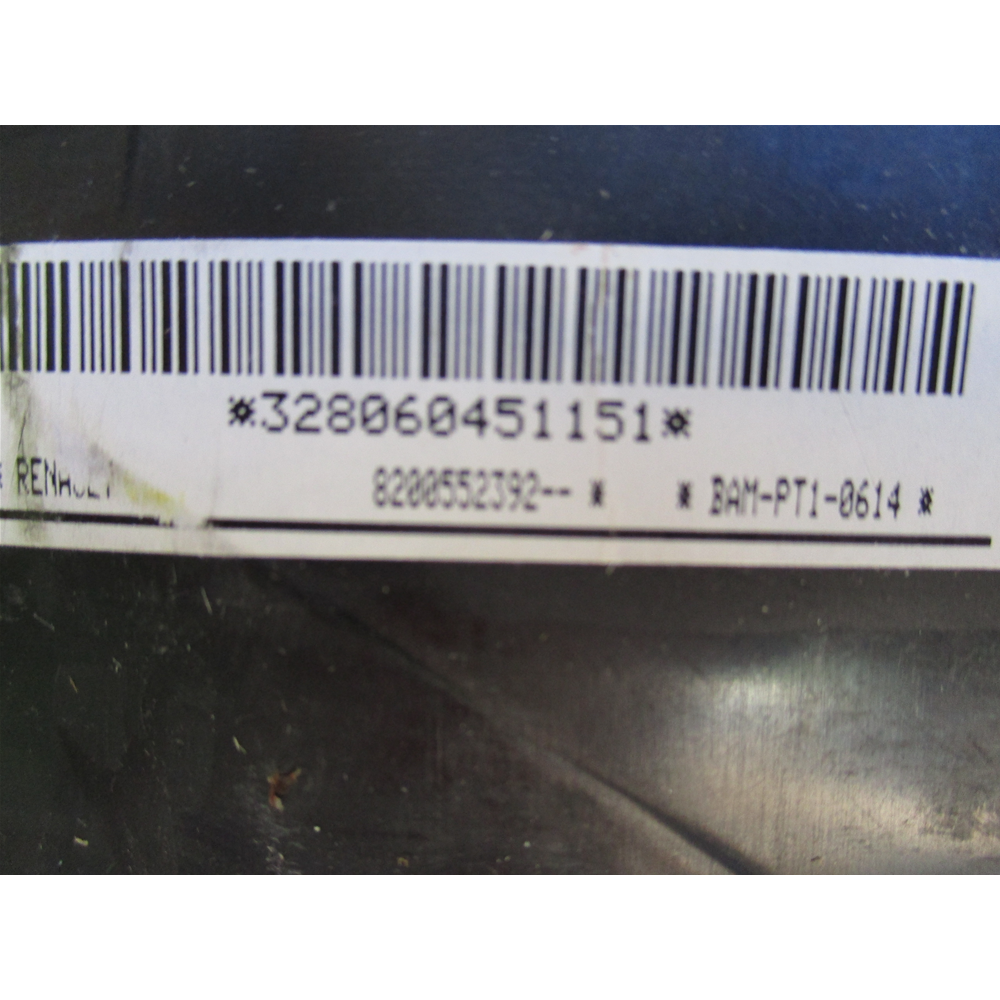 *328060451151*
* RENAULT 8200552392-- * * BAM-PT1-0614 *